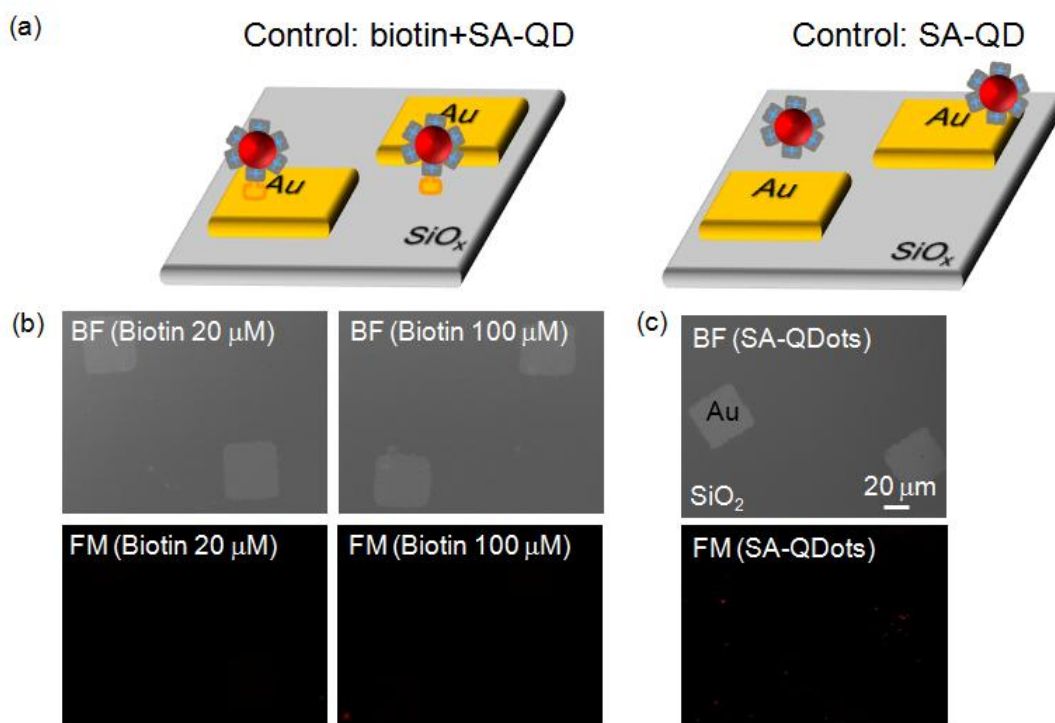 (a)
Control: biotin+SA-QD
Control: SA-QD
Au
Au
SiOₓ
Au
Au
SiOₓ
(b)
BF (Biotin 20 μM)
BF (Biotin 100 μM)
(c)
BF (SA-QDots)
Au
SiO₂
20 μm
FM (Biotin 20 μM)
FM (Biotin 100 μM)
FM (SA-QDots)